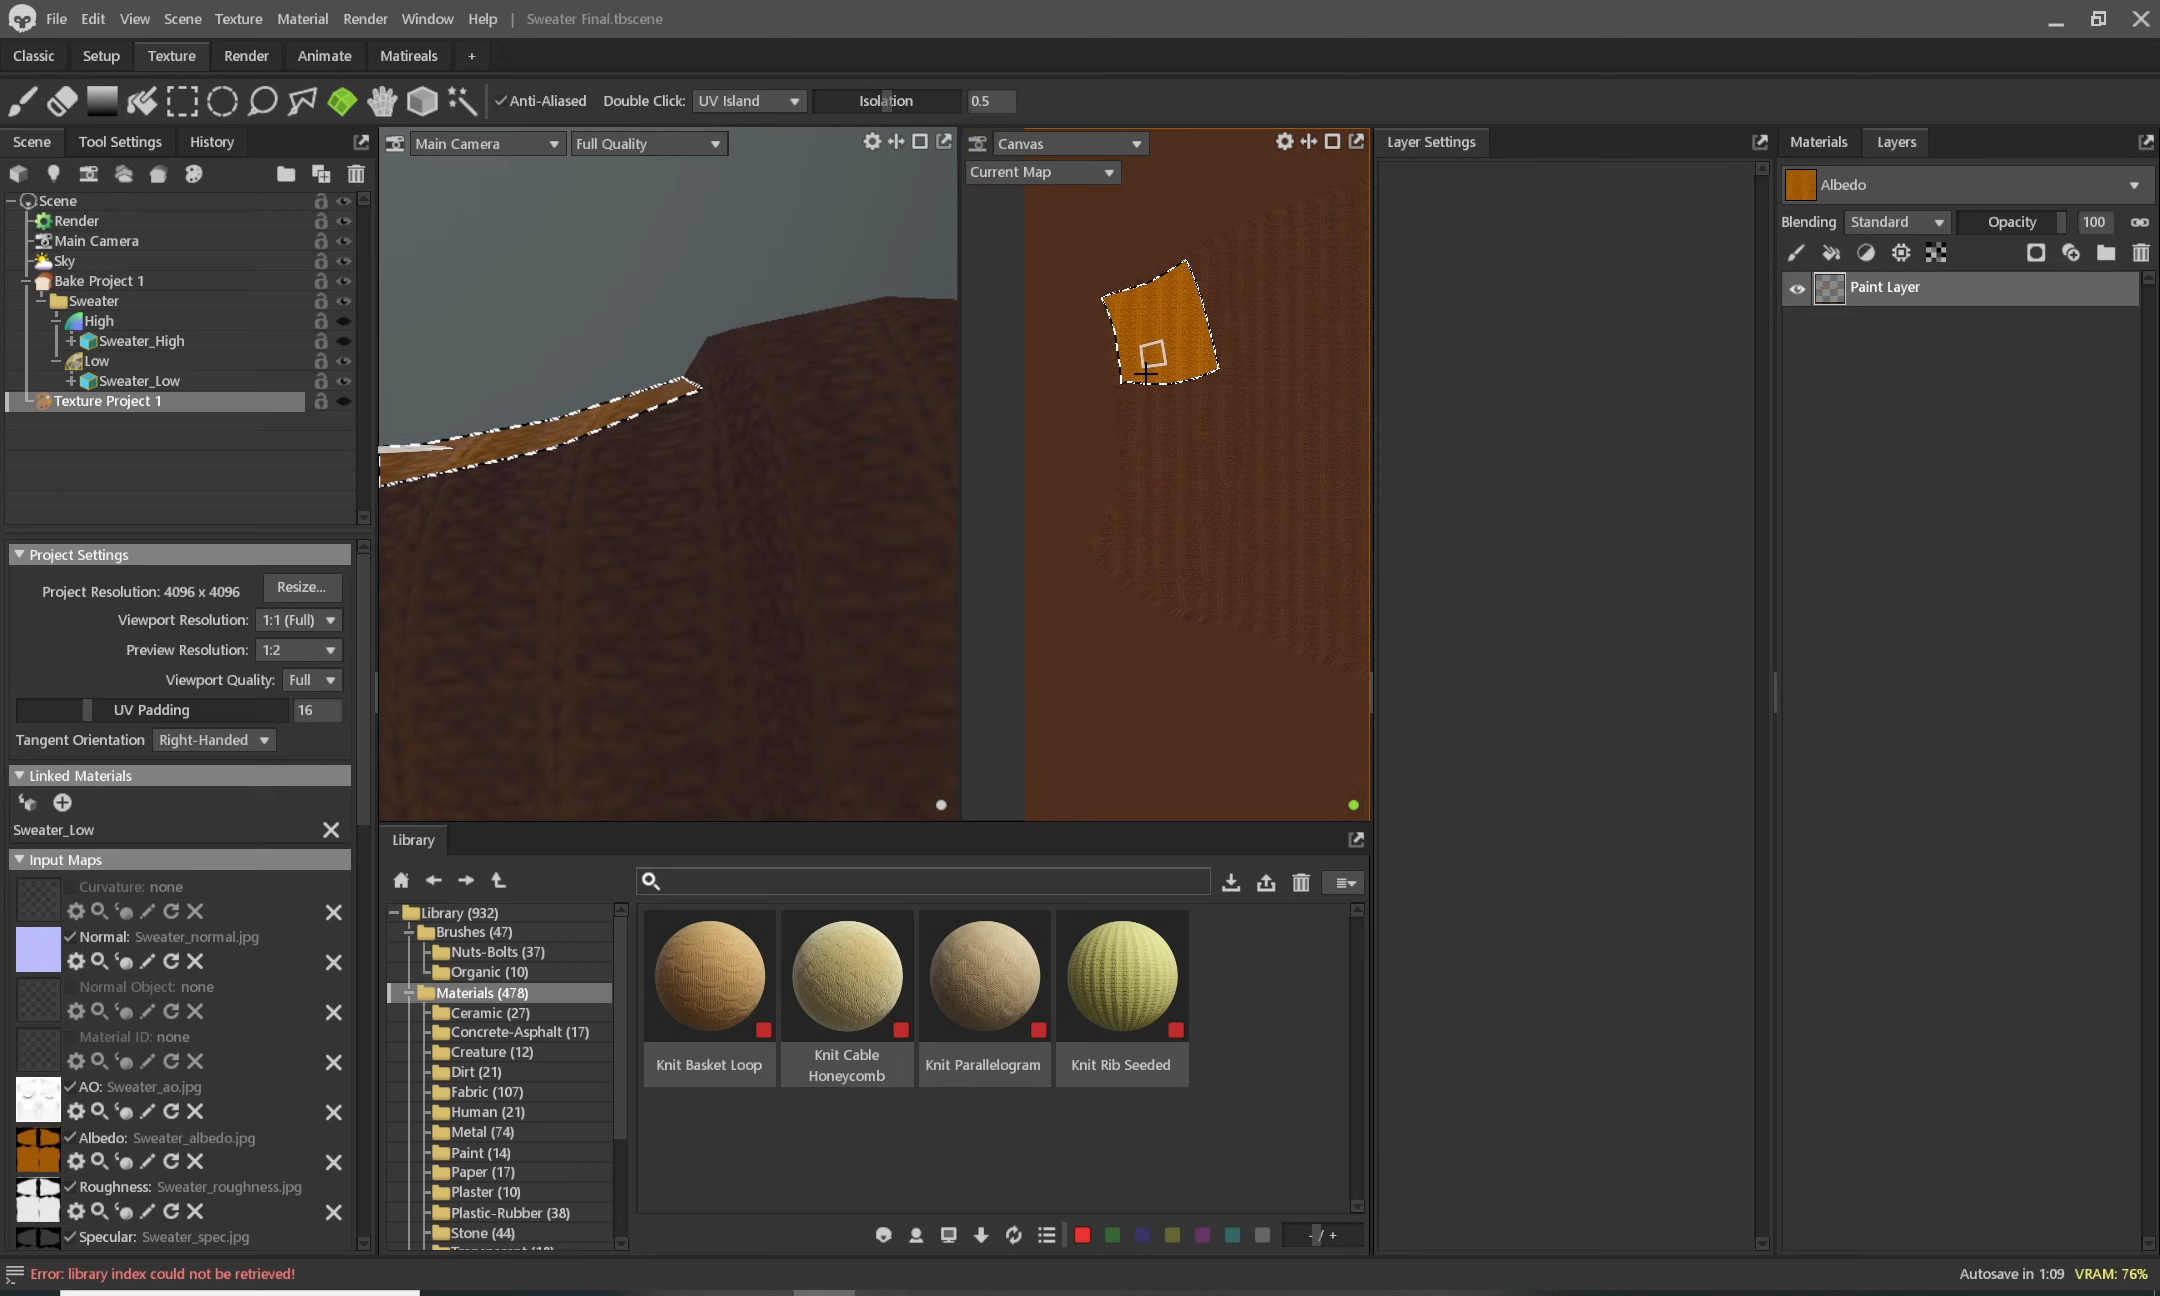 File Edit View Scene Texture Material Render Window Help | Sweater Final.tbscene
Classic Setup Texture Render Animate Matireals +
Anti-Aliased Double Click: UV Island Isolation 0.5
Scene Tool Settings History
Main Camera Full Quality
Canvas
Current Map
Layer Settings
Materials Layers
Albedo
Blending Standard Opacity 100
Paint Layer
Scene
Render
Main Camera
Sky
Bake Project 1
Sweater
High
Sweater_High
Low
Sweater_Low
Texture Project 1
Project Settings
Project Resolution: 4096 x 4096 Resize...
Viewport Resolution: 1:1 (Full)
Preview Resolution: 1:2
Viewport Quality: Full
UV Padding 16
Tangent Orientation Right-Handed
Linked Materials
Sweater_Low
Input Maps
Curvature: none
Normal: Sweater_normal.jpg
Normal Object: none
Material ID: none
AO: Sweater_ao.jpg
Albedo: Sweater_albedo.jpg
Roughness: Sweater_roughness.jpg
Specular: Sweater_spec.jpg
Library
Library (932)
Brushes (47)
Nuts-Bolts (37)
Organic (10)
Materials (478)
Ceramic (27)
Concrete-Asphalt (17)
Creature (12)
Dirt (21)
Fabric (107)
Human (21)
Metal (74)
Paint (14)
Paper (17)
Plaster (10)
Plastic-Rubber (38)
Stone (44)
Knit Basket Loop
Knit Cable
Honeycomb
Knit Parallelogram
Knit Rib Seeded
- / +
Error: library index could not be retrieved!
Autosave in 1:09 VRAM: 76%